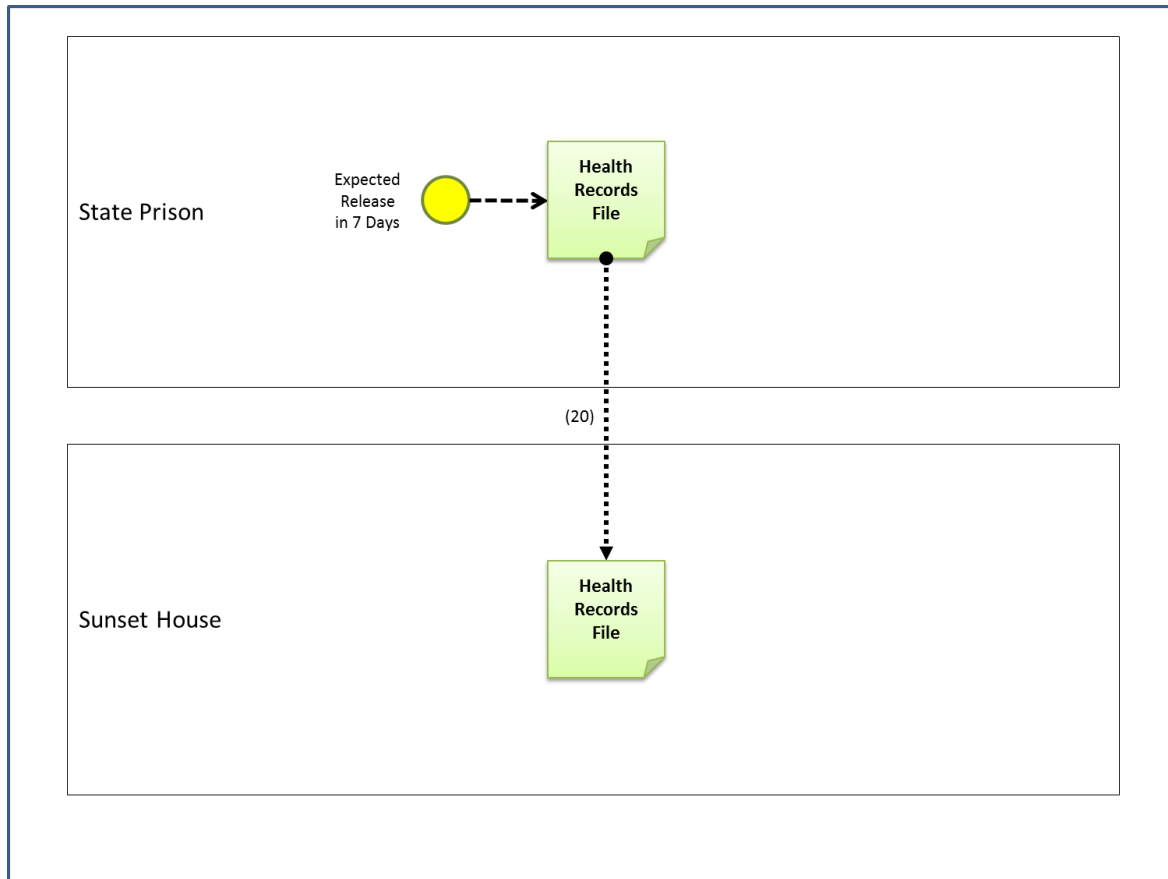 State Prison
Expected
Release
in 7 Days
Health
Records
File
(20)
Sunset House
Health
Records
File